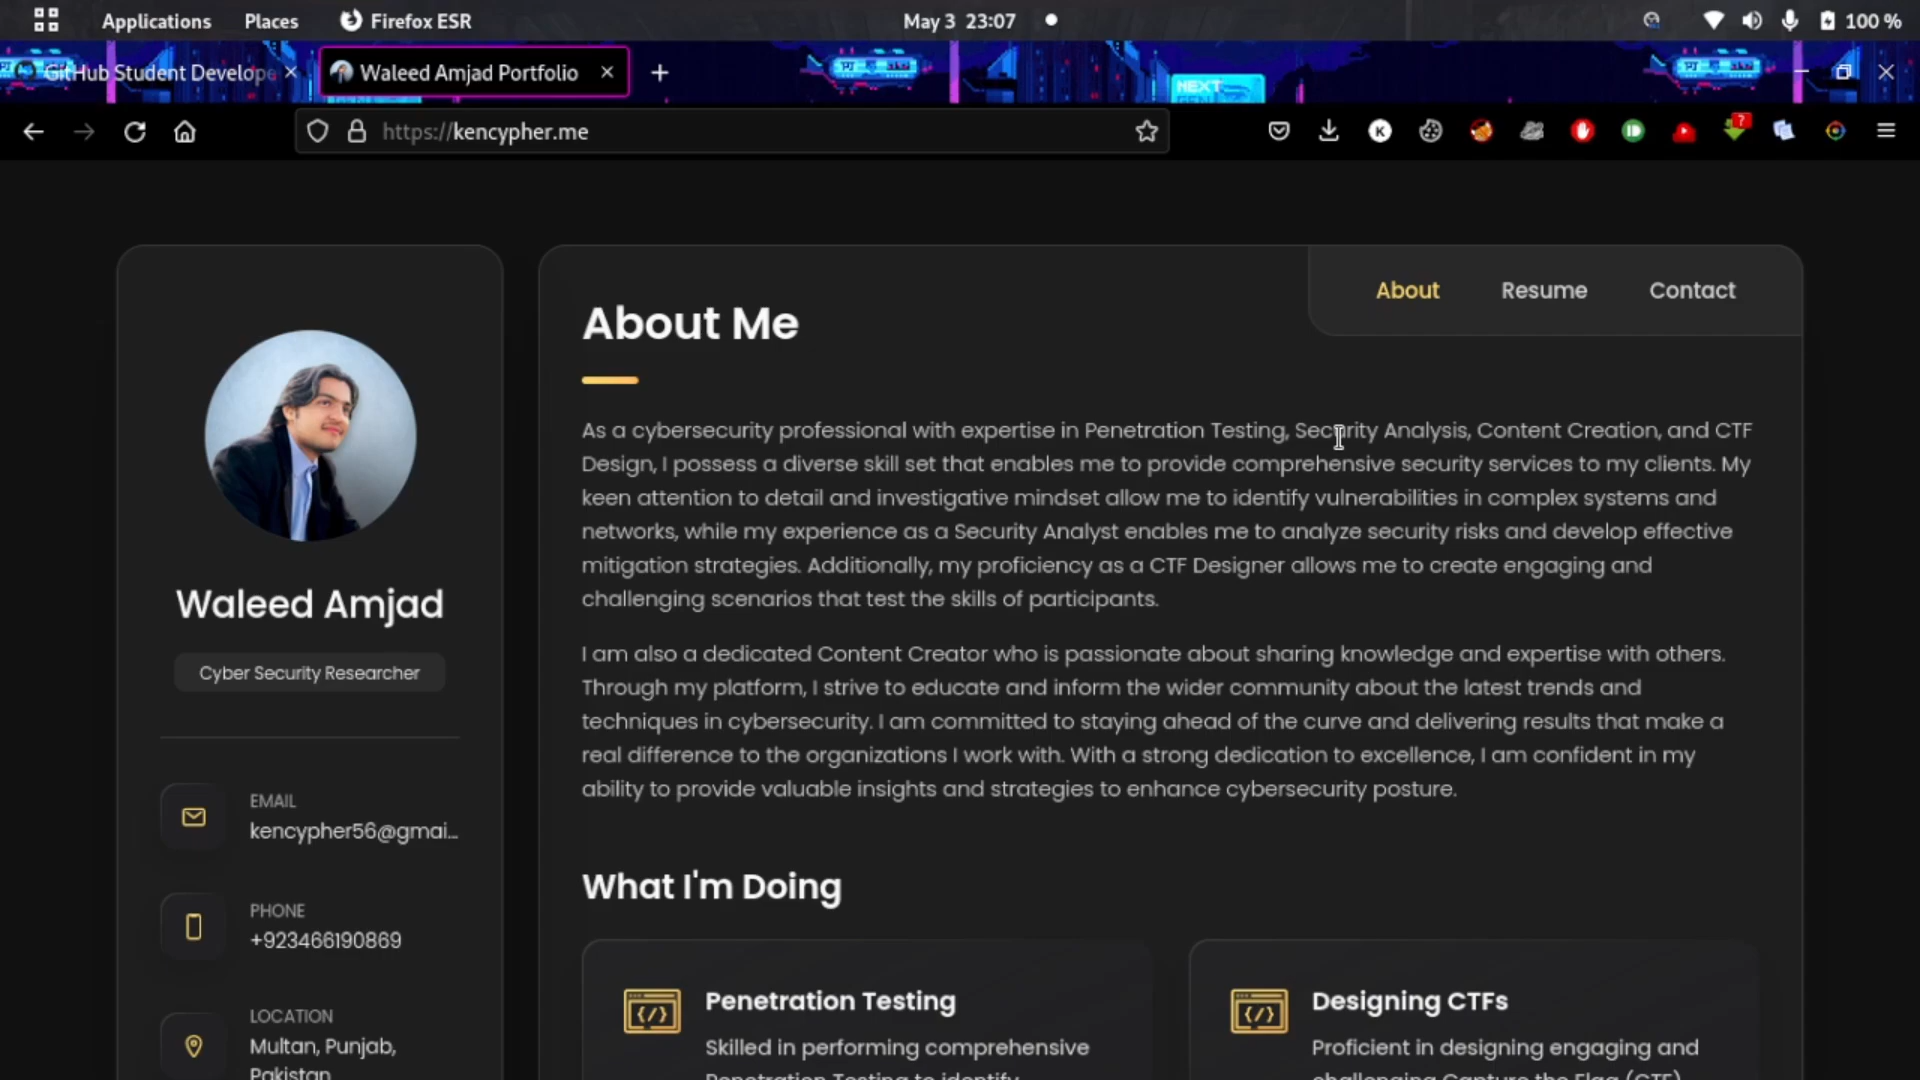 Applications Places Firefox ESR May 3 23:07 100 %
GitHub Student Develope Waleed Amjad Portfolio
NEXT
https://kencypher.me
K
?
About Resume Contact
About Me
As a cybersecurity professional with expertise in Penetration Testing, Security Analysis, Content Creation, and CTF
Design, I possess a diverse skill set that enables me to provide comprehensive security services to my clients. My
keen attention to detail and investigative mindset allow me to identify vulnerabilities in complex systems and
networks, while my experience as a Security Analyst enables me to analyze security risks and develop effective
mitigation strategies. Additionally, my proficiency as a CTF Designer allows me to create engaging and
challenging scenarios that test the skills of participants.
I am also a dedicated Content Creator who is passionate about sharing knowledge and expertise with others.
Through my platform, I strive to educate and inform the wider community about the latest trends and
techniques in cybersecurity. I am committed to staying ahead of the curve and delivering results that make a
real difference to the organizations I work with. With a strong dedication to excellence, I am confident in my
ability to provide valuable insights and strategies to enhance cybersecurity posture.
Waleed Amjad
Cyber Security Researcher
EMAIL
kencypher56@gmai...
PHONE
+923466190869
LOCATION
Multan, Punjab,
Pakistan
What I'm Doing
Penetration Testing
Skilled in performing comprehensive
Penetration Testing to identify
Designing CTFs
Proficient in designing engaging and
challenging Capture the Flag (CTF)